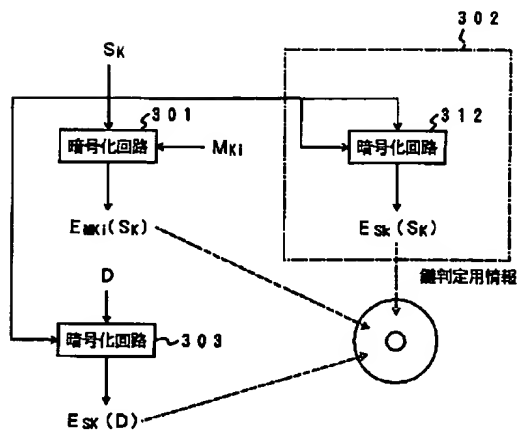 302
SK
301
312
暗号化回路
MKi
暗号化回路
EMKi(SK)
ESK(SK)
鍵判定用情報
D
暗号化回路
303
ESK(D)